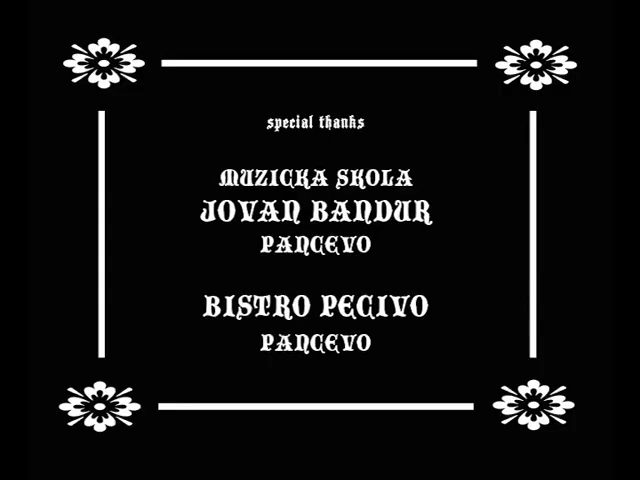 special thanks
MUZICKA SKOLA
JOVAN BANDUR
PANCEVO
BISTRO PECIVO
PANCEVO